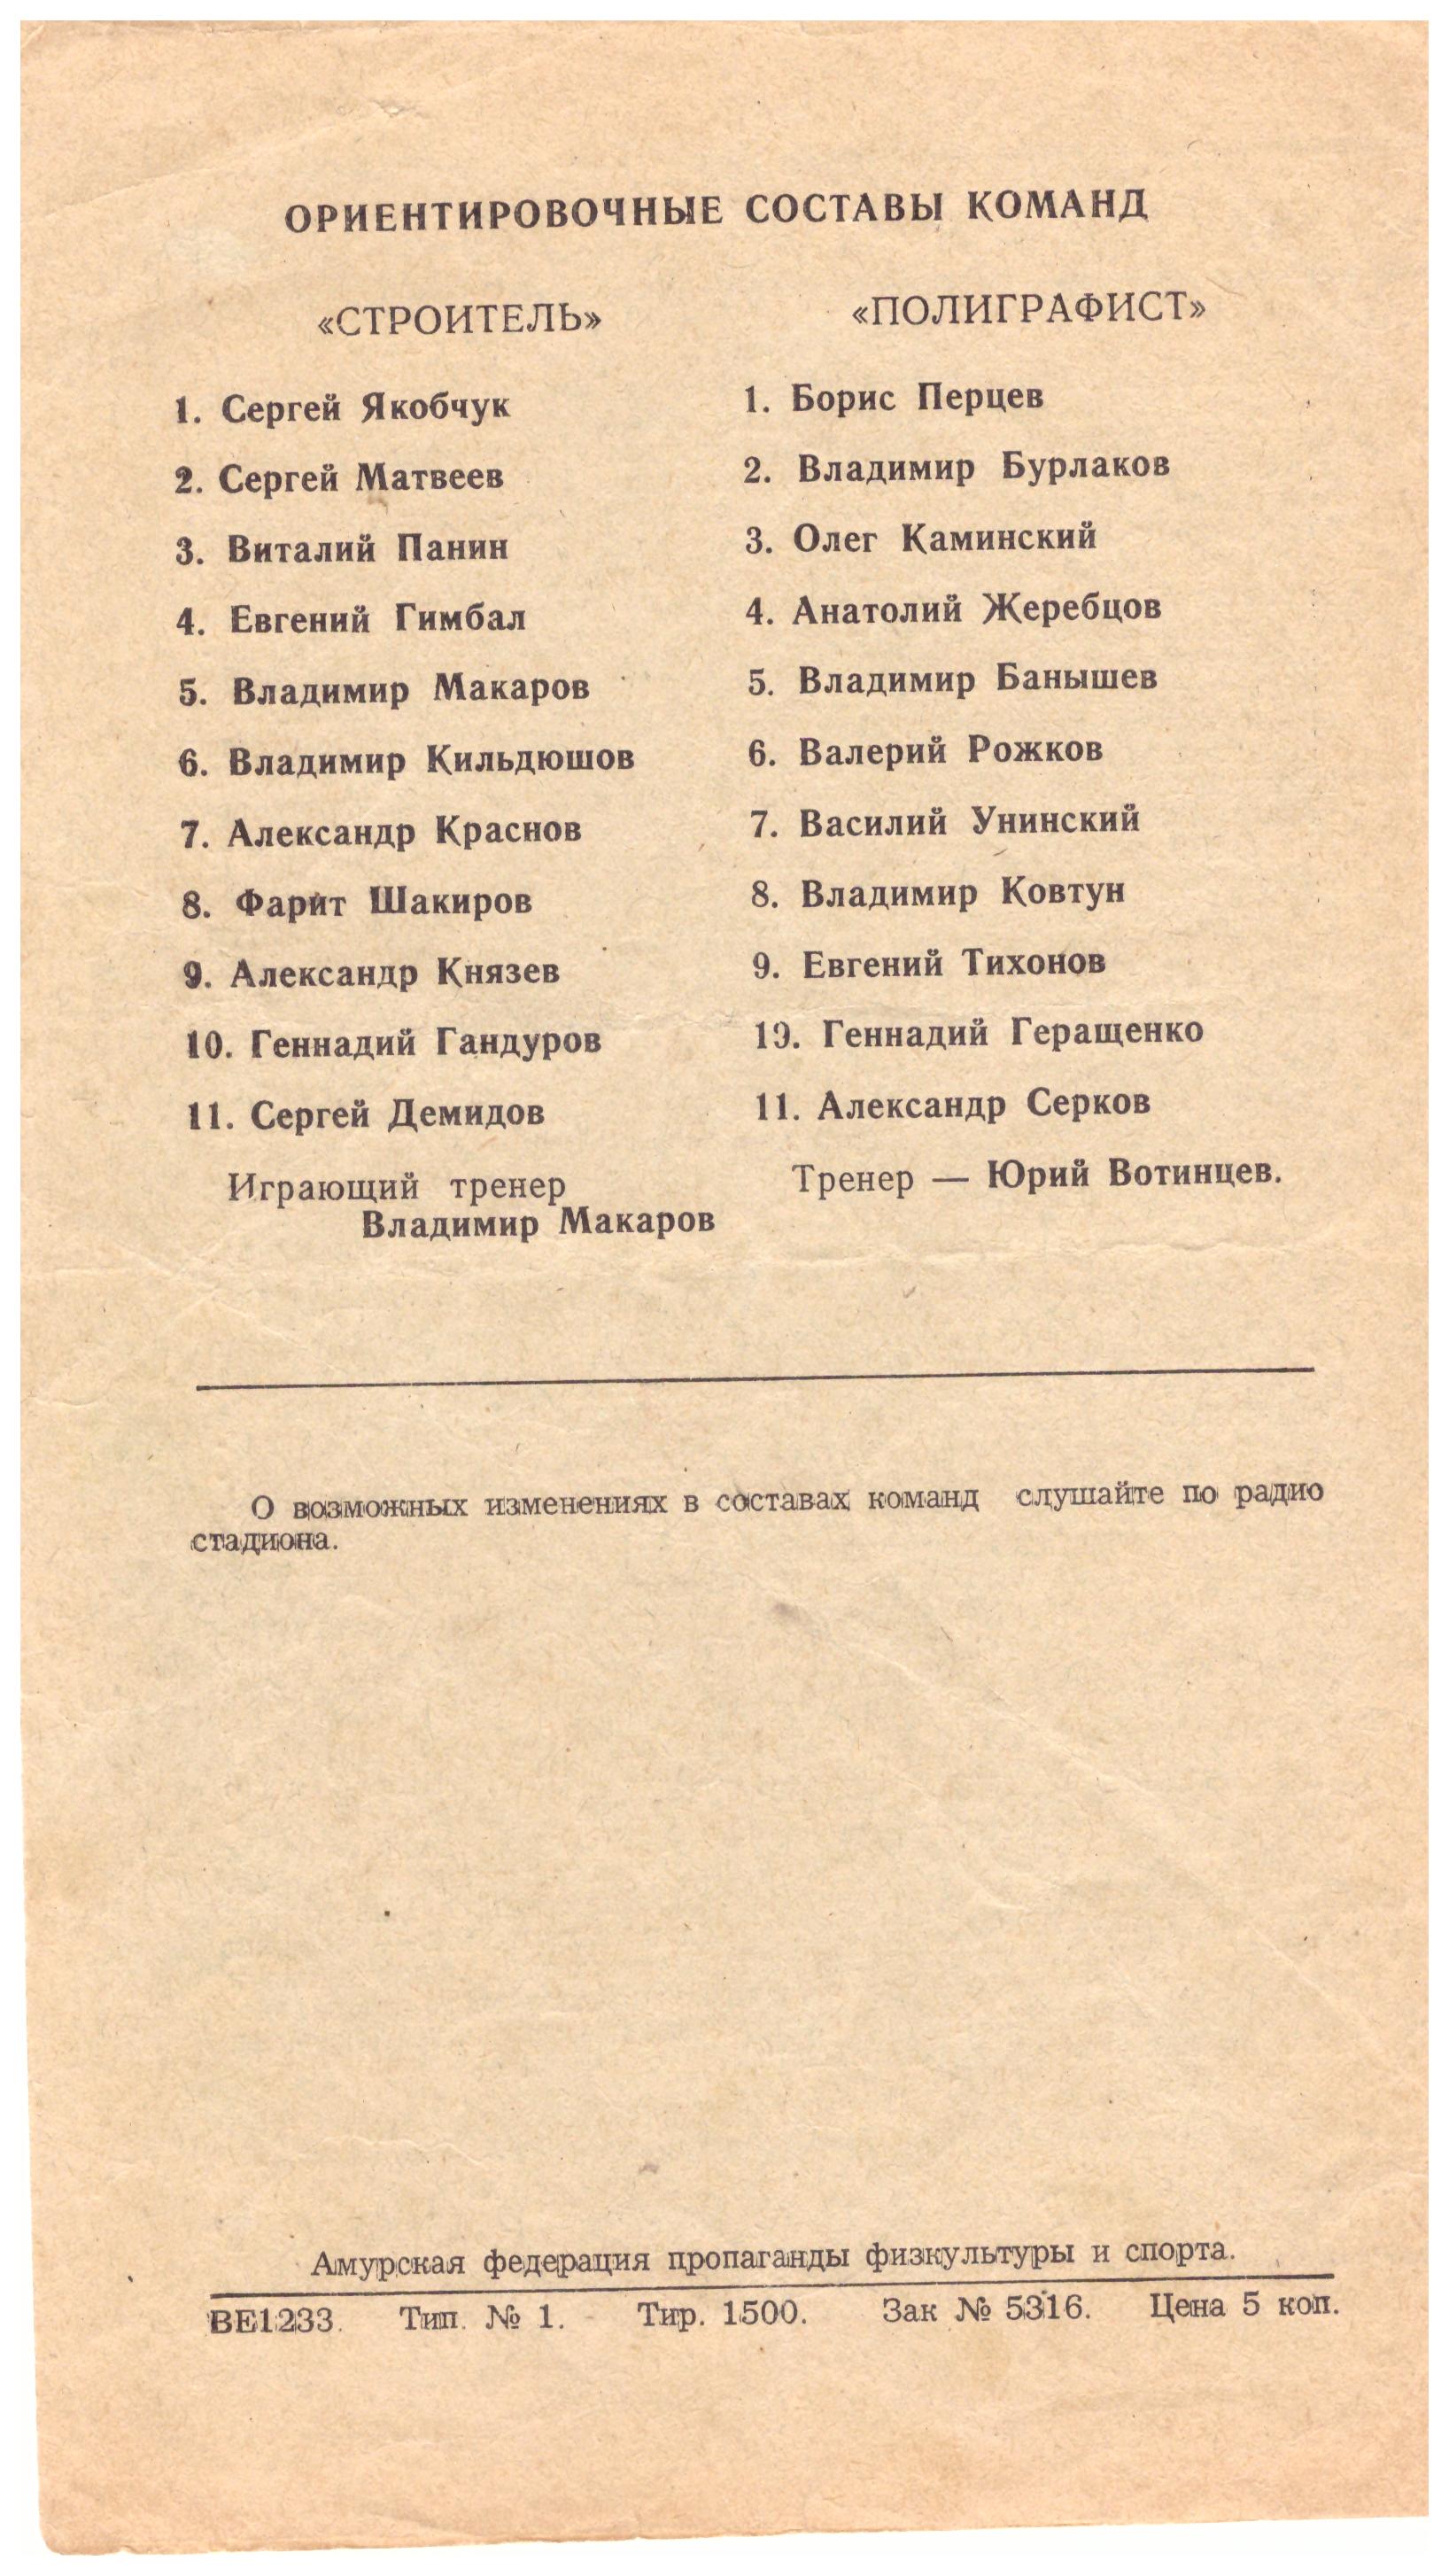 ОРИЕНТИРОВОЧНЫЕ СОСТАВЫ КОМАНД
«СТРОИТЕЛЬ»
1. Сергей Якобчук
2. Сергей Матвеев
3. Виталий Панин
4. Евгений Гимбал
5. Владимир Макаров
6. Владимир Кильдюшов
7. Александр Краснов
8. Фарит Шакиров
9. Александр Князев
10. Геннадий Гандуров
11. Сергей Демидов
Играющий тренер
Владимир Макаров
«ПОЛИГРАФИСТ»
1. Борис Перцев
2. Владимир Бурлаков
3. Олег Каминский
4. Анатолий Жеребцов
5. Владимир Банышев
6. Валерий Рожков
7. Василий Унинский
8. Владимир Ковтун
9. Евгений Тихонов
10. Геннадий Геращенко
11. Александр Серков
Тренер — Юрий Вотинцев.
О возможных изменениях в составах команд слушайте по радио
стадиона.
Амурская федерация пропаганды физкультуры и спорта.
ВЕ1233. Тип. № 1. Тир. 1500. Зак № 5316. Цена 5 коп.